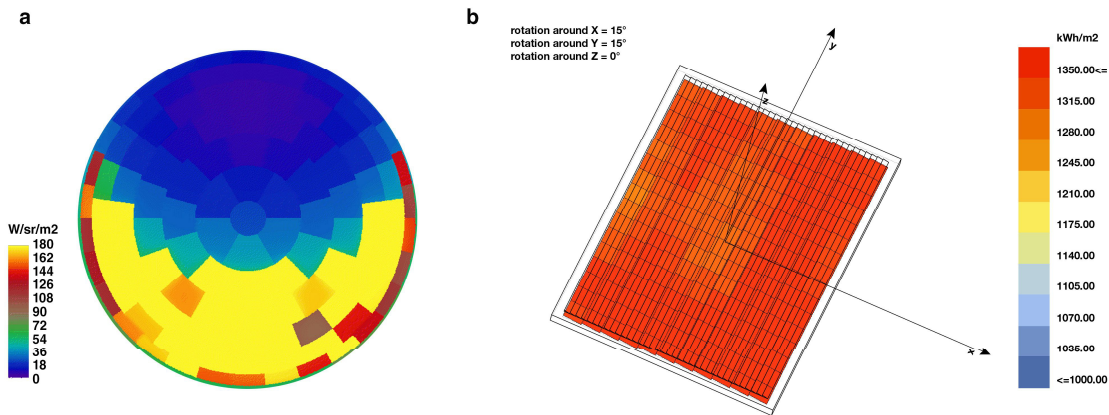 a
W/sr/m2
180
162
144
126
108
90
72
54
36
18
0
b
rotation around X = 15°
rotation around Y = 15°
rotation around Z = 0°
y
z
x
kWh/m2
1350.00<=
1315.00
1280.00
1245.00
1210.00
1175.00
1140.00
1105.00
1070.00
1036.00
<=1000.00